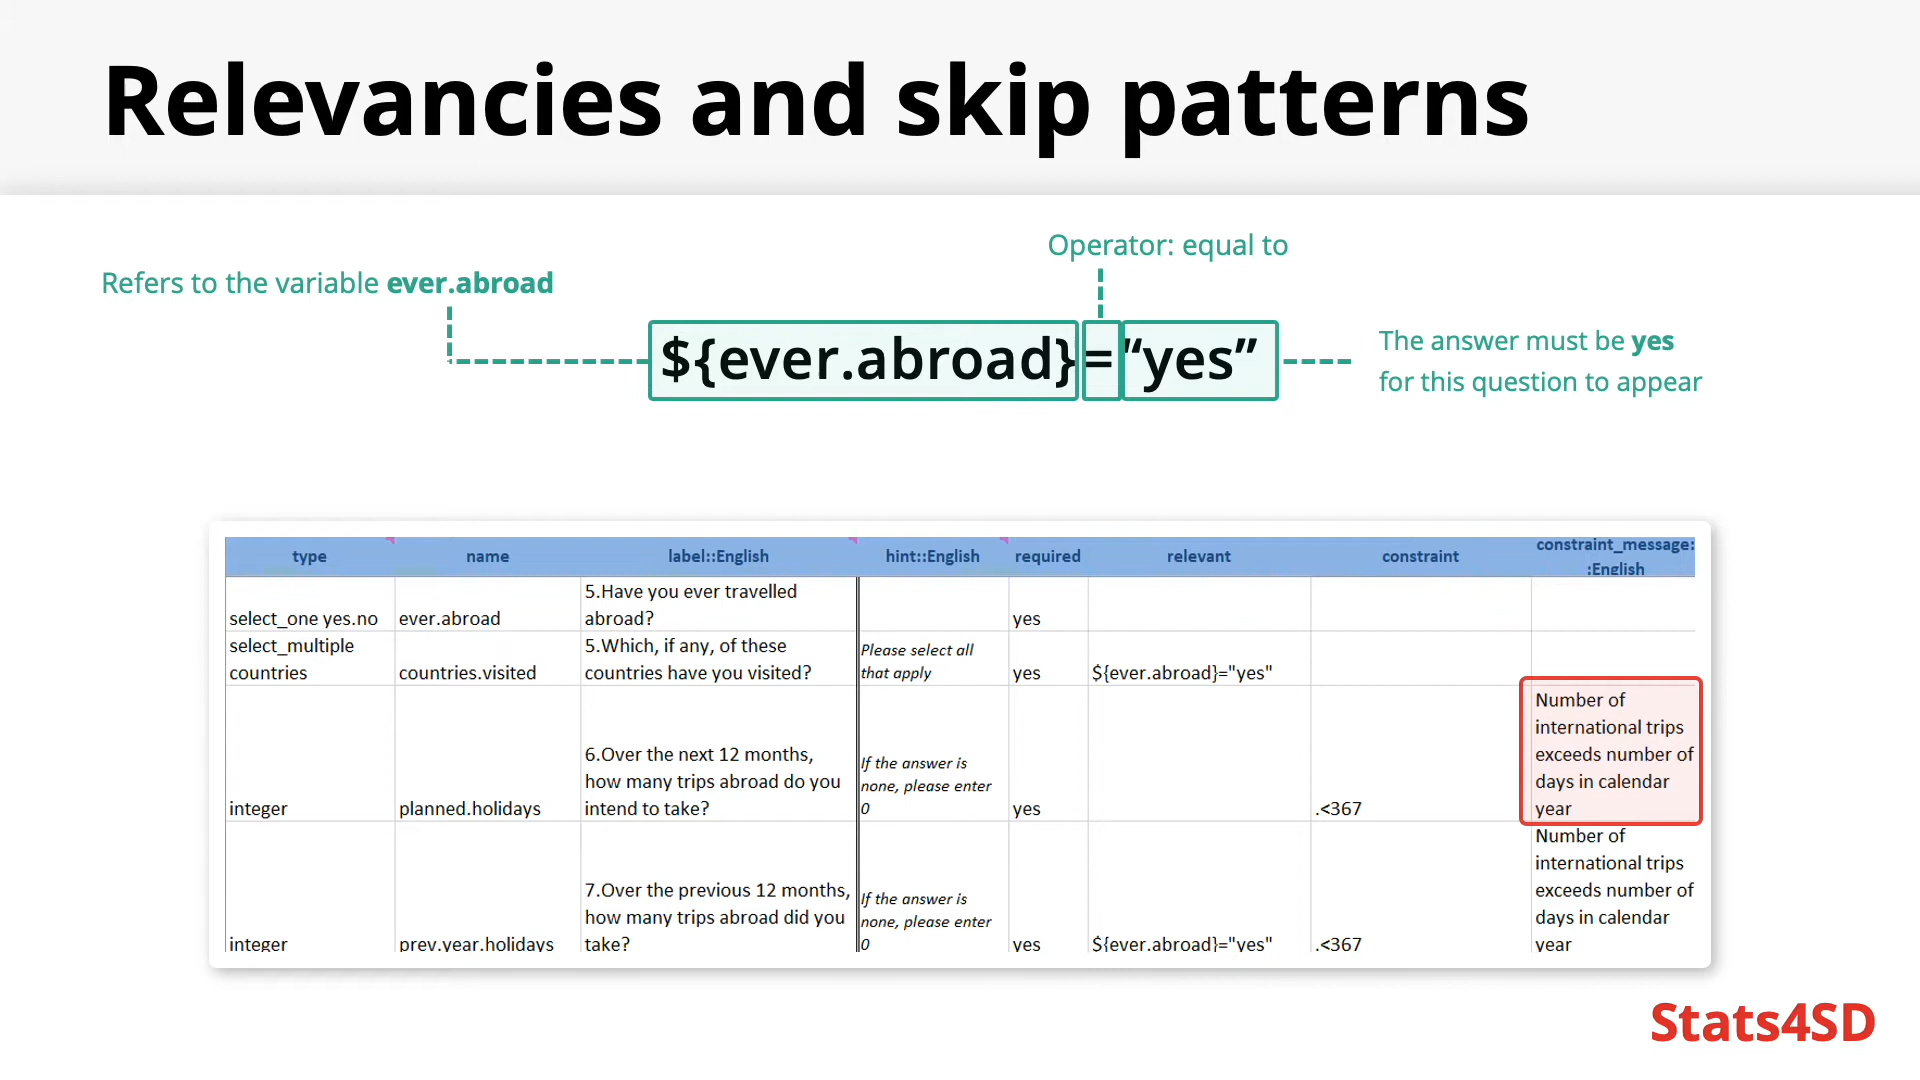 Relevancies and skip patterns
Operator: equal to
Refers to the variable ever.abroad
${ever.abroad}=“yes”
The answer must be yes
for this question to appear
type name label::English hint::English required relevant constraint constraint_message:
:English
5.Have you ever travelled
abroad?
select_one yes.no ever.abroad yes
select_multiple
countries
countries.visited
5.Which, if any, of these
countries have you visited?
Please select all
that apply
yes
${ever.abroad}="yes"
integer
planned.holidays
6.Over the next 12 months,
how many trips abroad do you
intend to take?
If the answer is
none, please enter
0
yes
.<367
Number of
international trips
exceeds number of
days in calendar
year
integer
prev.year.holidays
7.Over the previous 12 months,
how many trips abroad did you
take?
If the answer is
none, please enter
0
yes
${ever.abroad}="yes"
.<367
Number of
international trips
exceeds number of
days in calendar
year
Stats4SD